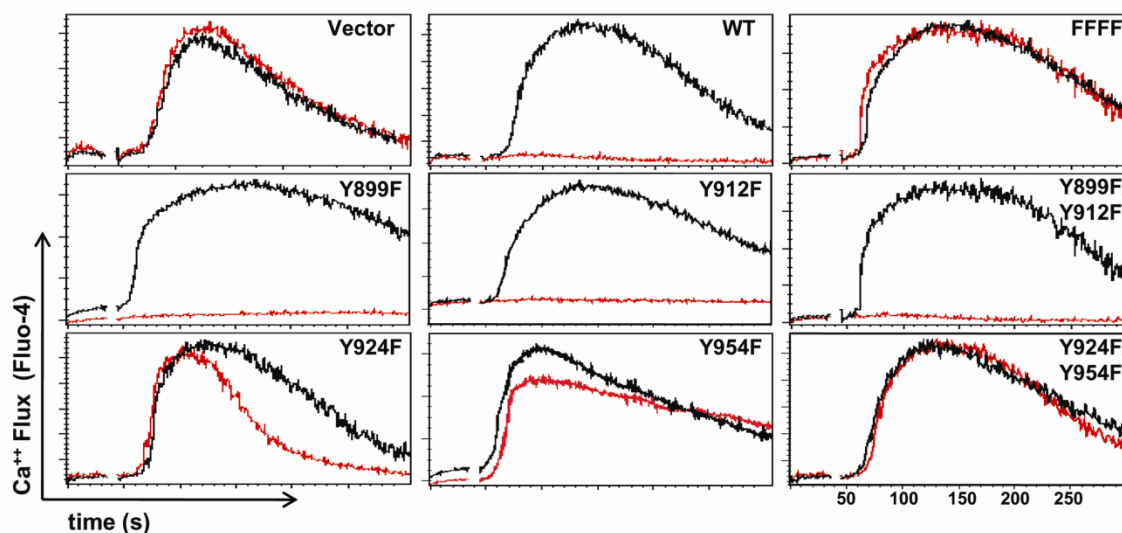 Vector
WT
FFFF
Y899F
Y912F
Y899F
Y912F
Y924F
Y954F
Y924F
Y954F
Ca⁺⁺ Flux (Fluo-4)
time (s)
50 100 150 200 250